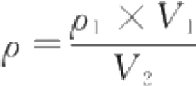 ρ = ρ₁ × V₁ / V₂